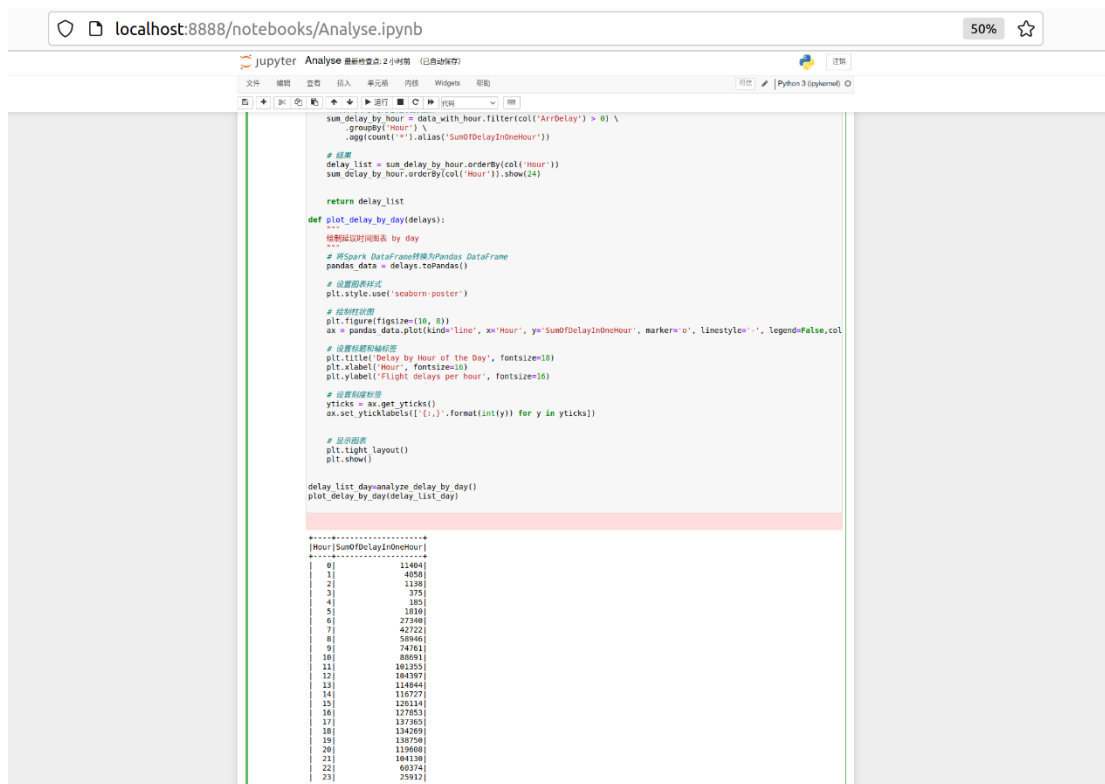 localhost:8888/notebooks/Analyse.ipynb 50%
jupyter Analyse 最新检查点: 2 小时前 (已自动保存) 注销
文件 编辑 查看 插入 单元格 内核 Widgets 帮助 可信 Python 3 (ipykernel)
运行 代码
sum_delay_by_hour = data_with_hour.filter(col('ArrDelay') > 0) \
.groupBy('Hour') \
.agg(count('*').alias('SumOfDelayInOneHour'))
# 结果
delay_list = sum_delay_by_hour.orderBy(col('Hour'))
sum_delay_by_hour.orderBy(col('Hour')).show(24)
return delay_list
def plot_delay_by_day(delays):
"""
绘制延误时间图表 by day
"""
# 将Spark DataFrame转换为Pandas DataFrame
pandas_data = delays.toPandas()
# 设置图表样式
plt.style.use('seaborn-poster')
# 绘制柱状图
plt.figure(figsize=(10, 8))
ax = pandas_data.plot(kind='line', x='Hour', y='SumOfDelayInOneHour', marker='o', linestyle='-', legend=False,col
# 设置标题和轴标签
plt.title('Delay by Hour of the Day', fontsize=18)
plt.xlabel('Hour', fontsize=16)
plt.ylabel('Flight delays per hour', fontsize=16)
# 设置刻度标签
yticks = ax.get_yticks()
ax.set_yticklabels(['{:,}'.format(int(y)) for y in yticks])
# 显示图表
plt.tight_layout()
plt.show()
delay_list_day=analyze_delay_by_day()
plot_delay_by_day(delay_list_day)
+----+-------------------+
|Hour|SumOfDelayInOneHour|
+----+-------------------+
| 0| 11404|
| 1| 4058|
| 2| 1138|
| 3| 375|
| 4| 185|
| 5| 1810|
| 6| 27340|
| 7| 42722|
| 8| 58946|
| 9| 74761|
| 10| 88691|
| 11| 101355|
| 12| 104397|
| 13| 114844|
| 14| 116727|
| 15| 126114|
| 16| 127853|
| 17| 137365|
| 18| 134269|
| 19| 138750|
| 20| 119608|
| 21| 104130|
| 22| 60374|
| 23| 25912|